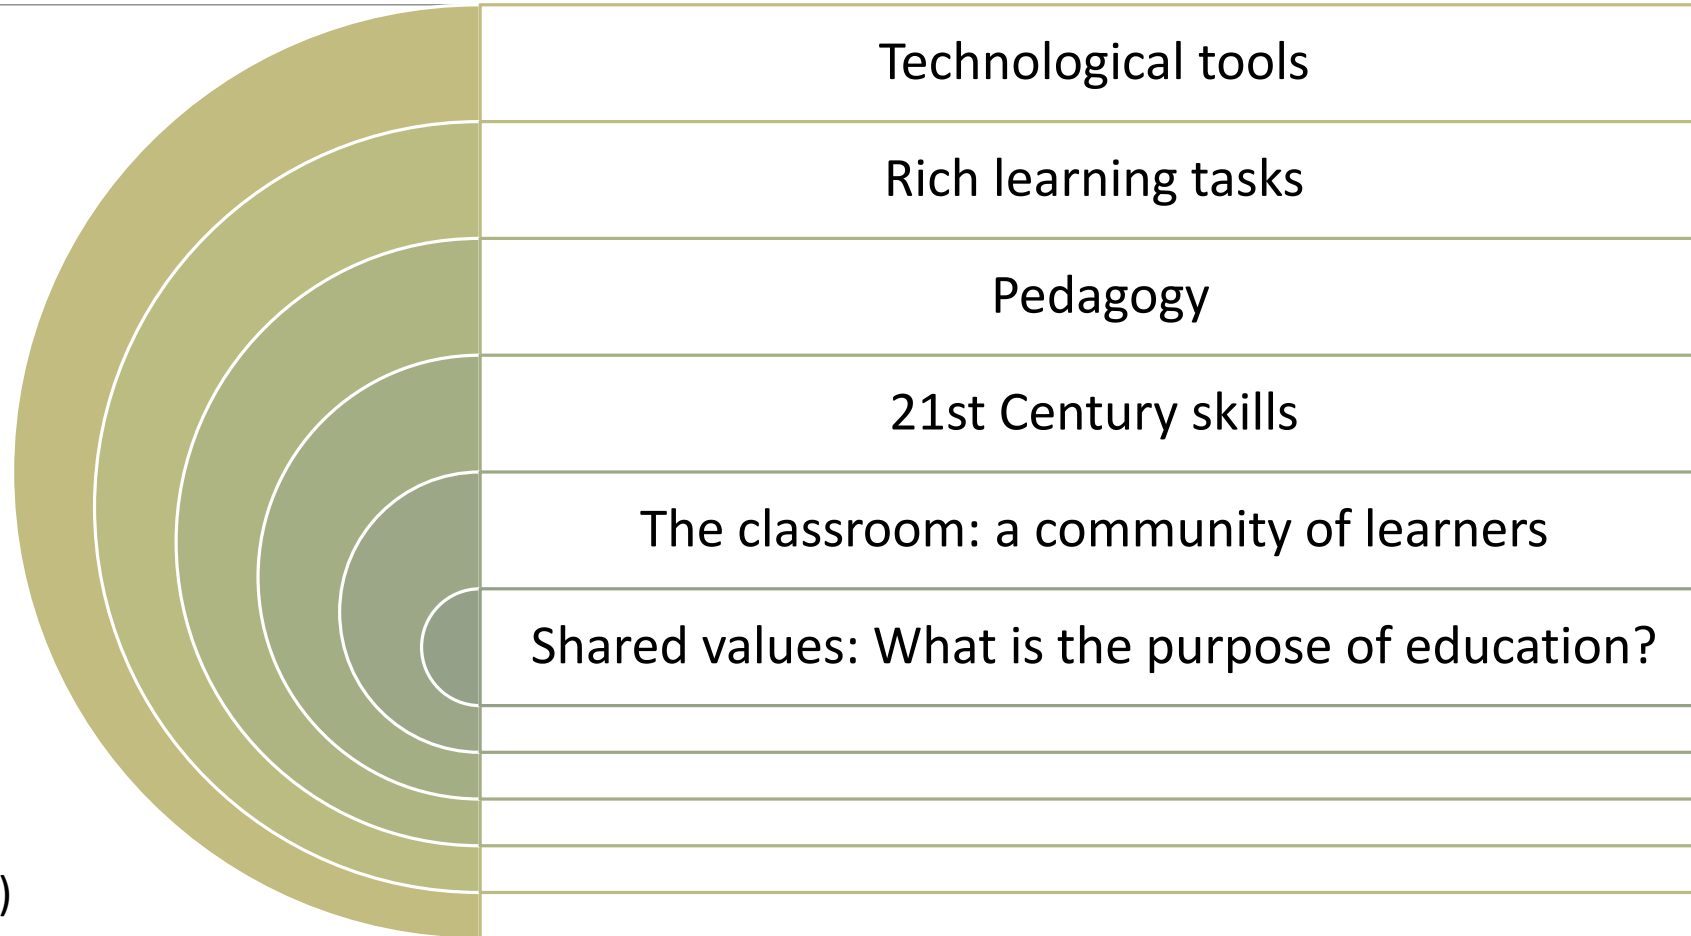 Technological tools
Rich learning tasks
Pedagogy
21st Century skills
The classroom: a community of learners
Shared values: What is the purpose of education?
)